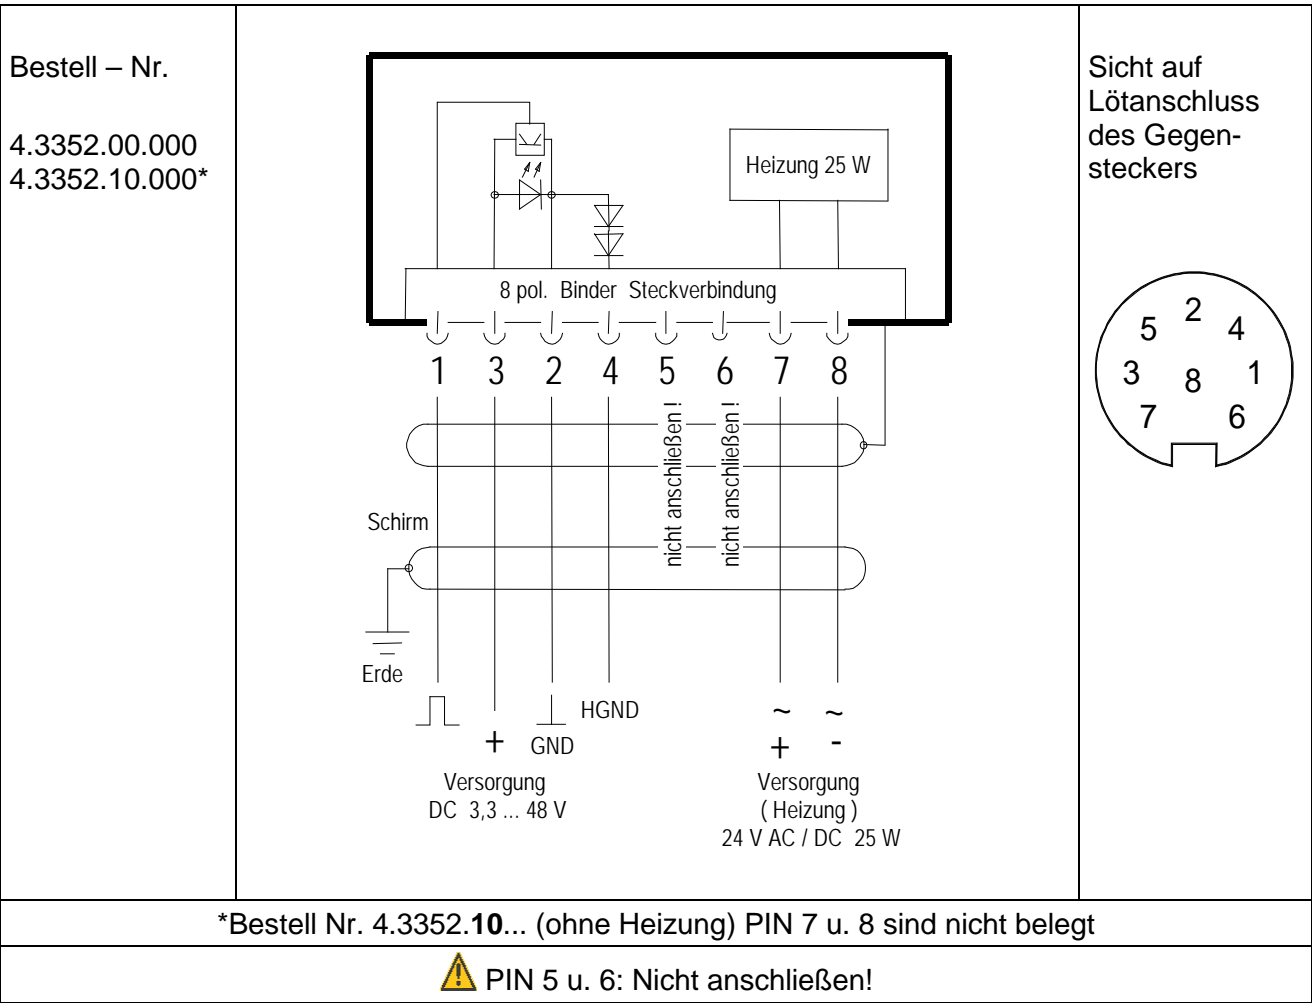 Bestell – Nr.
4.3352.00.000
4.3352.10.000*
Heizung 25 W
8 pol. Binder Steckverbindung
1 3 2 4 5 6 7 8
nicht anschließen !
nicht anschließen !
Schirm
Erde
HGND
~ ~
+ GND
+ -
Versorgung
DC 3,3 ... 48 V
Versorgung
( Heizung )
24 V AC / DC 25 W
Sicht auf
Lötanschluss
des Gegen-
steckers
2
5 4
3 8 1
7 6
*Bestell Nr. 4.3352.10... (ohne Heizung) PIN 7 u. 8 sind nicht belegt
PIN 5 u. 6: Nicht anschließen!